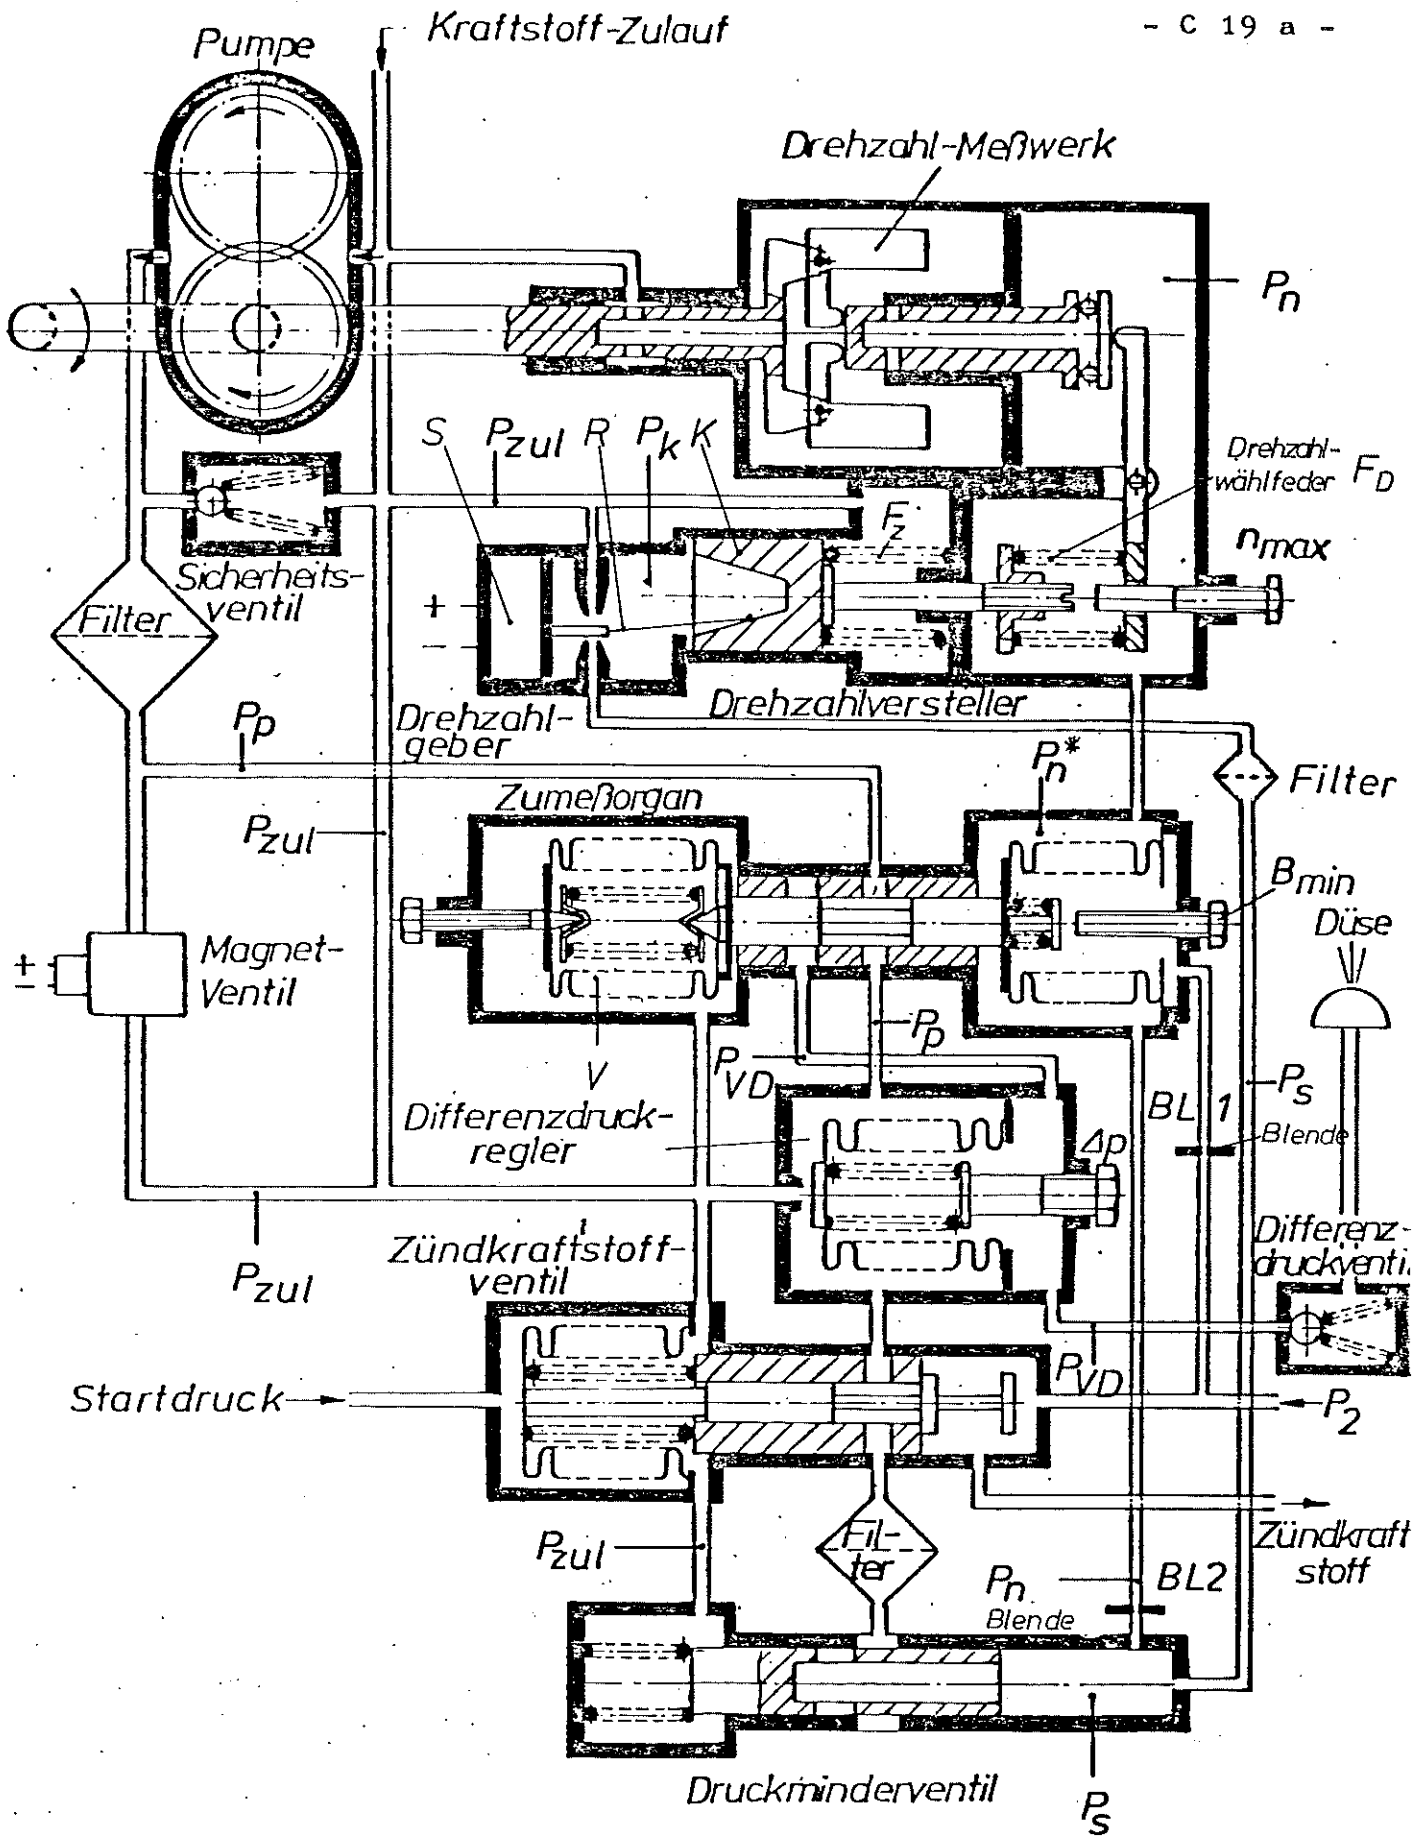 - C 19 a -
Kraftstoff-Zulauf
Pumpe
Drehzahl-Meßwerk
Pn
S
Pzul
R
Pk
K
Drehzahl-
wählfeder FD
Fz
nmax
Sicherheits-
ventil
Filter
+
-
Drehzahl-
geber
Drehzahlversteller
Pp
Pn*
Filter
Zumeßorgan
Pzul
Bmin
Düse
+
-
Magnet-
Ventil
Pp
V
PVD
Ps
BL 1
Blende
Differenzdruck-
regler
Δp
Pzul
Zündkraftstoff-
ventil
Differenz-
druckventil
PVD
Startdruck
P2
Pzul
Fil-
ter
Pn
BL2
Blende
Zündkraft
stoff
Druckminderventil
Ps